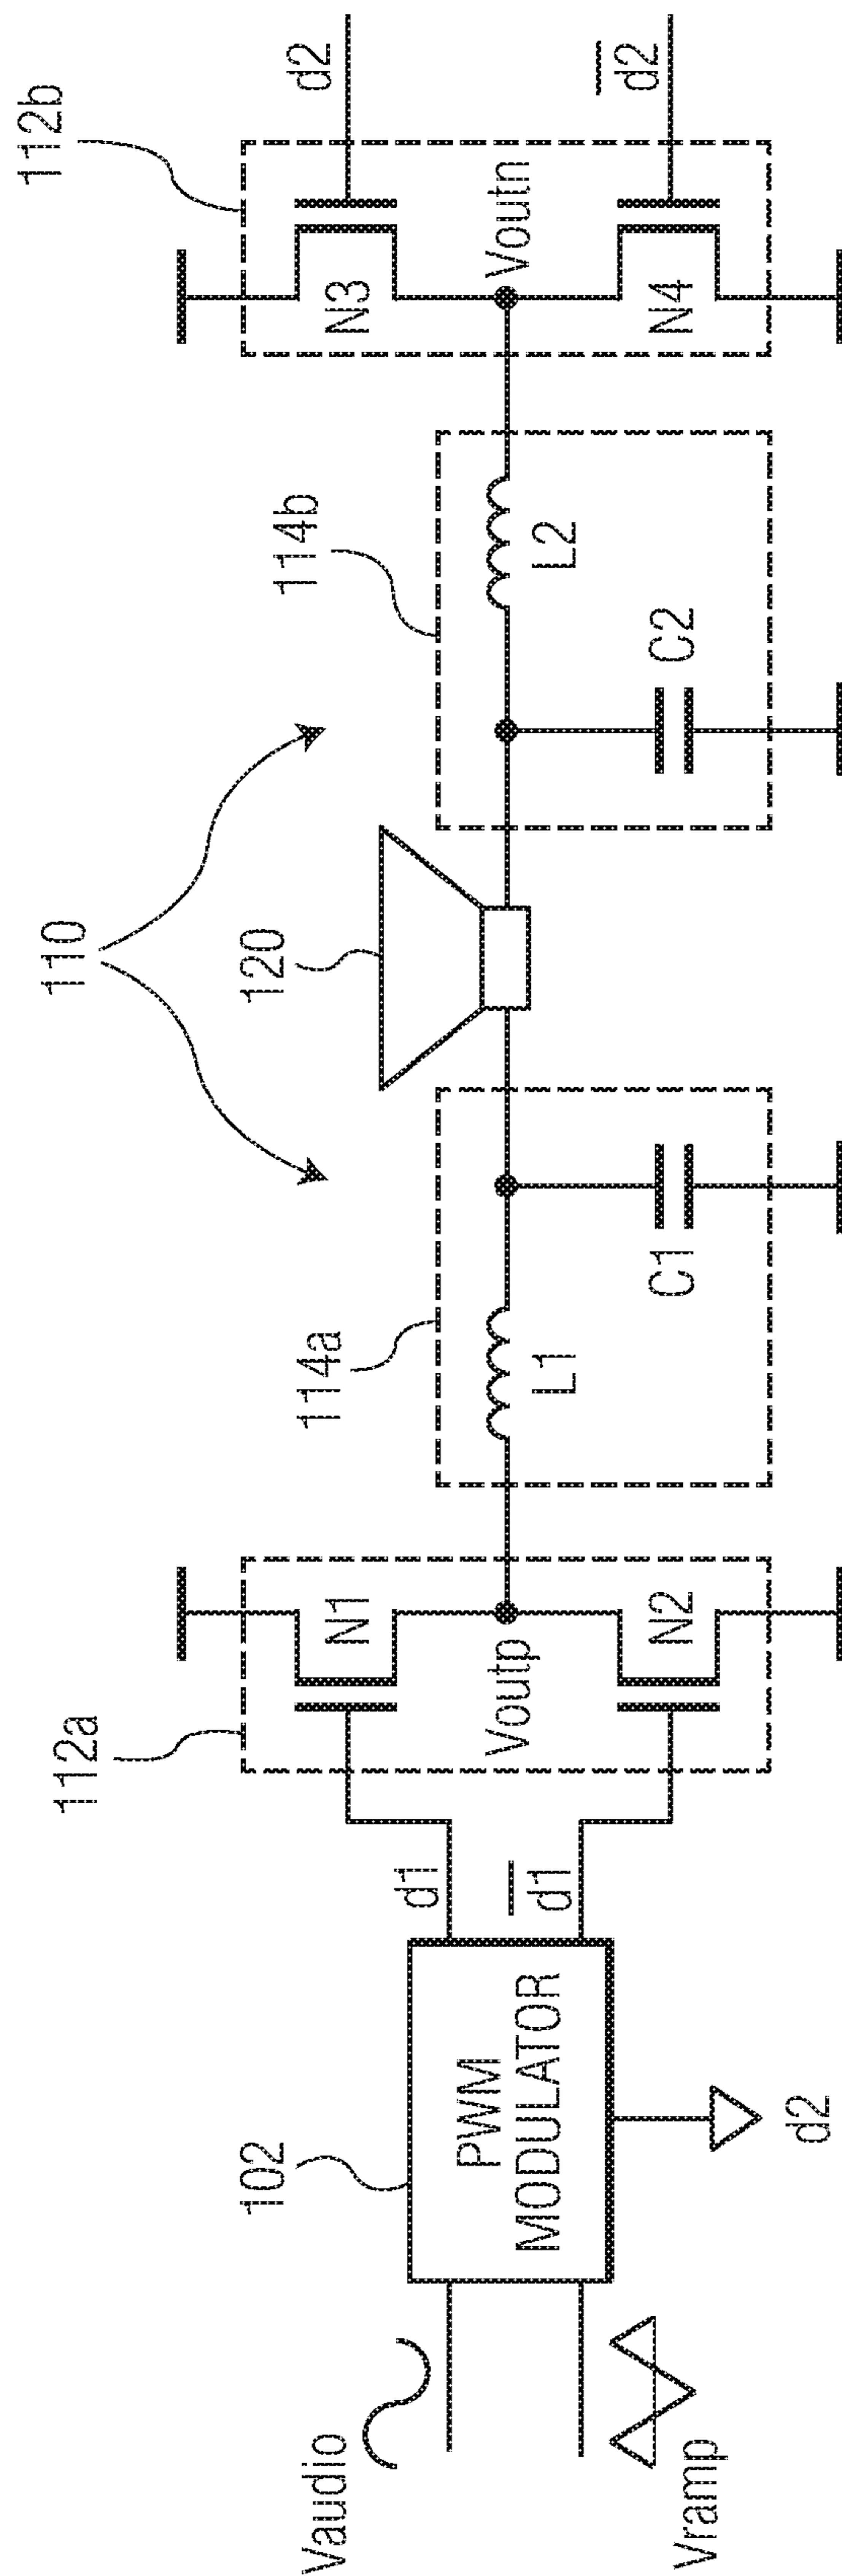 Vaudio
Vramp
102
PWM
MODULATOR
d2
d1
d1
112a
N1
Voutp
N2
114a
L1
C1
110
120
114b
L2
C2
112b
N3
Voutn
N4
d2
d2